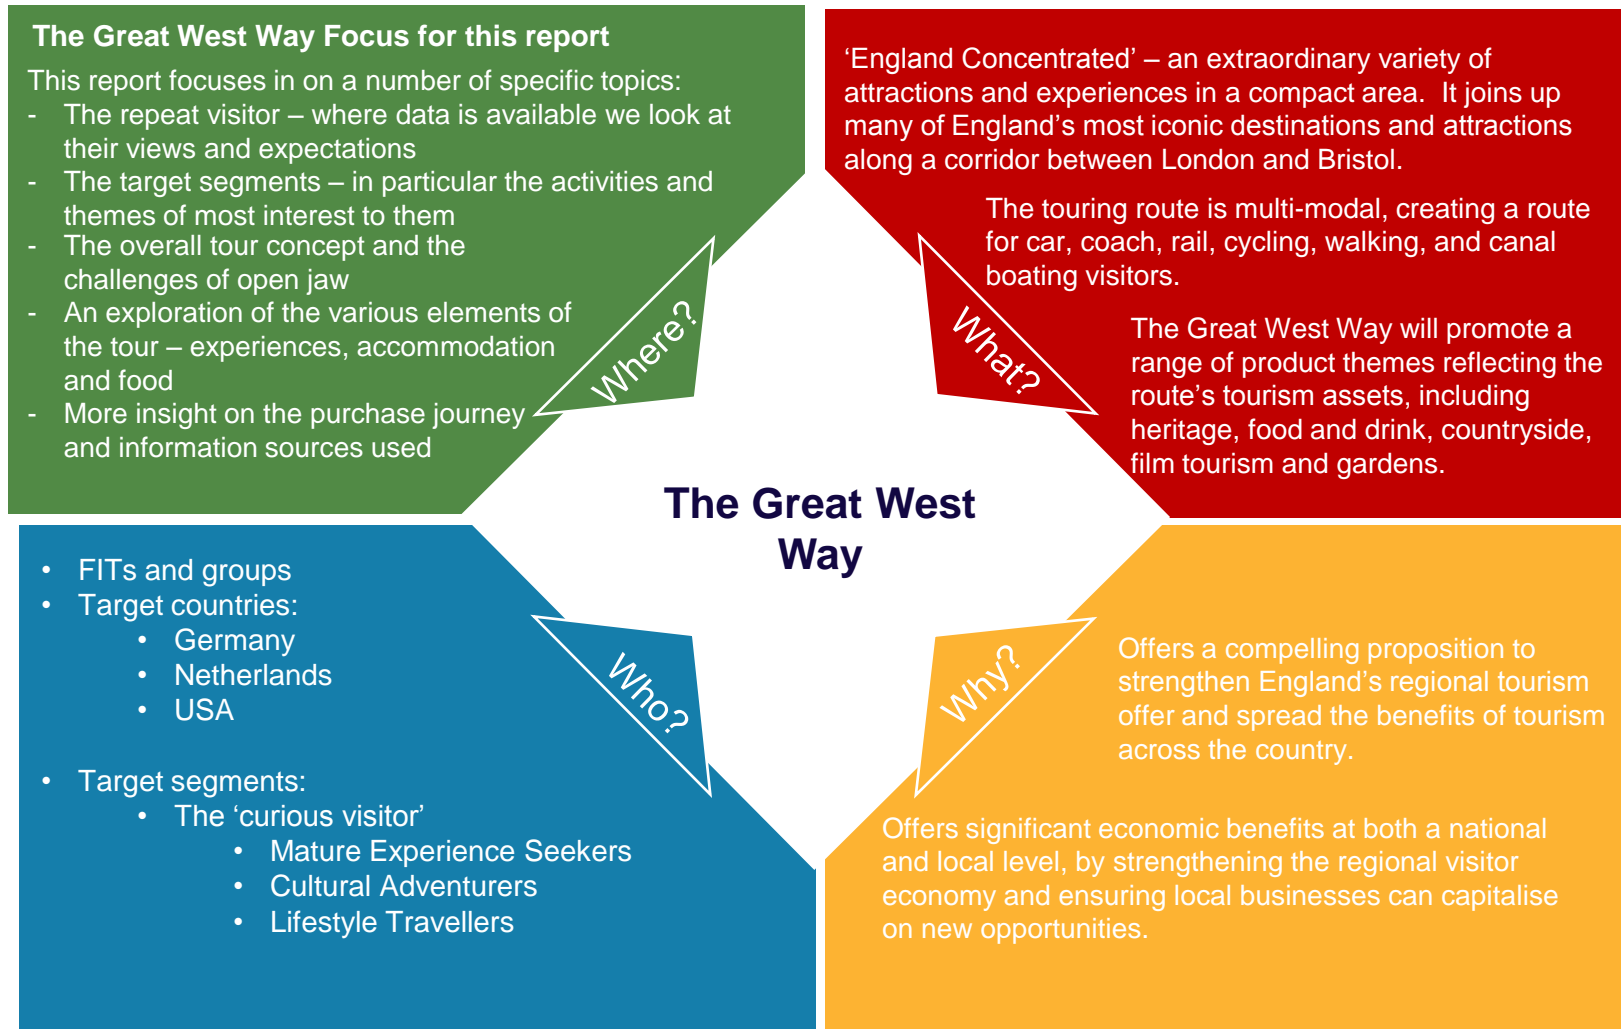 The Great West Way Focus for this report
This report focuses in on a number of specific topics:
- The repeat visitor – where data is available we look at
their views and expectations
- The target segments – in particular the activities and
themes of most interest to them
- The overall tour concept and the
challenges of open jaw
- An exploration of the various elements of
the tour – experiences, accommodation
and food
- More insight on the purchase journey
and information sources used
Where?
‘England Concentrated’ – an extraordinary variety of
attractions and experiences in a compact area.  It joins up
many of England’s most iconic destinations and attractions
along a corridor between London and Bristol.
The touring route is multi-modal, creating a route
for car, coach, rail, cycling, walking, and canal
boating visitors.
The Great West Way will promote a
range of product themes reflecting the
route’s tourism assets, including
heritage, food and drink, countryside,
film tourism and gardens.
What?
The Great West
Way
• FITs and groups
• Target countries:
• Germany
• Netherlands
• USA
• Target segments:
• The ‘curious visitor’
• Mature Experience Seekers
• Cultural Adventurers
• Lifestyle Travellers
Who?
Why?
Offers a compelling proposition to
strengthen England’s regional tourism
offer and spread the benefits of tourism
across the country.
Offers significant economic benefits at both a national
and local level, by strengthening the regional visitor
economy and ensuring local businesses can capitalise
on new opportunities.